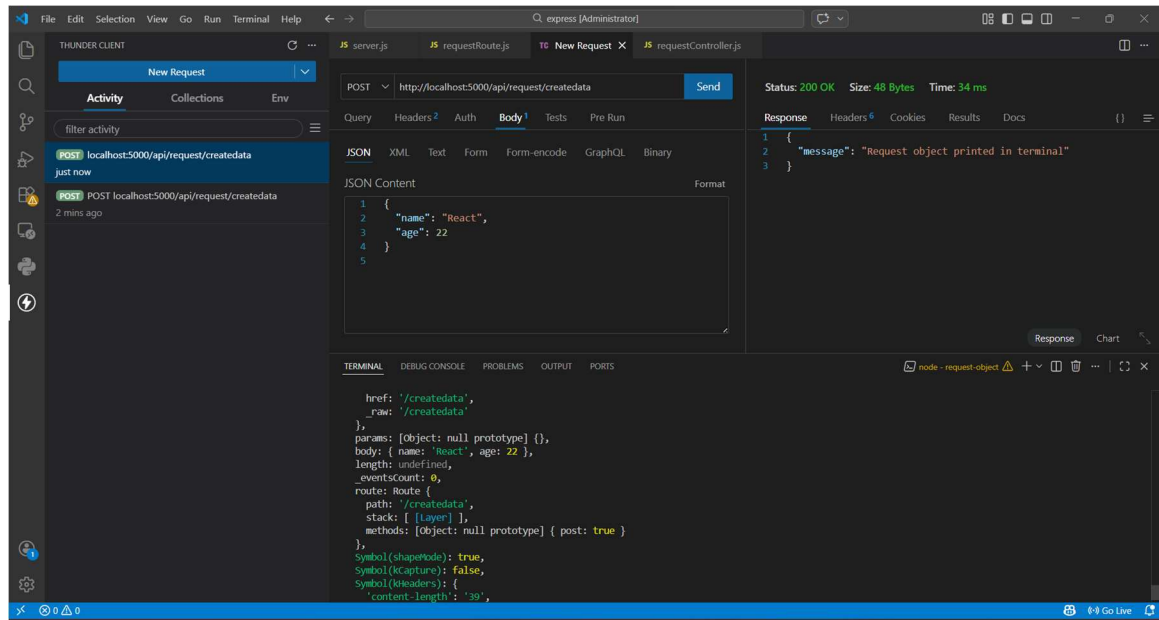 File Edit Selection View Go Run Terminal Help
express [Administrator]
THUNDER CLIENT
New Request
Activity Collections Env
filter activity
POST localhost:5000/api/request/createdata
just now
POST POST localhost:5000/api/request/createdata
2 mins ago
JS server.js JS requestRoute.js TC New Request JS requestController.js
POST http://localhost:5000/api/request/createdata Send
Query Headers 2 Auth Body 1 Tests Pre Run
JSON XML Text Form Form-encode GraphQL Binary
JSON Content Format
1 {
2 "name": "React",
3 "age": 22
4 }
5
Status: 200 OK Size: 48 Bytes Time: 34 ms
Response Headers 6 Cookies Results Docs {}
1 {
2 "message": "Request object printed in terminal"
3 }
Response Chart
TERMINAL DEBUG CONSOLE PROBLEMS OUTPUT PORTS
node - request-object
href: '/createdata',
_raw: '/createdata'
},
params: [Object: null prototype] {},
body: { name: 'React', age: 22 },
length: undefined,
_eventsCount: 0,
route: Route {
path: '/createdata',
stack: [ [Layer] ],
methods: [Object: null prototype] { post: true }
},
Symbol(shapeMode): true,
Symbol(kCapture): false,
Symbol(kHeaders): {
'content-length': '39',
1
0 0
Go Live